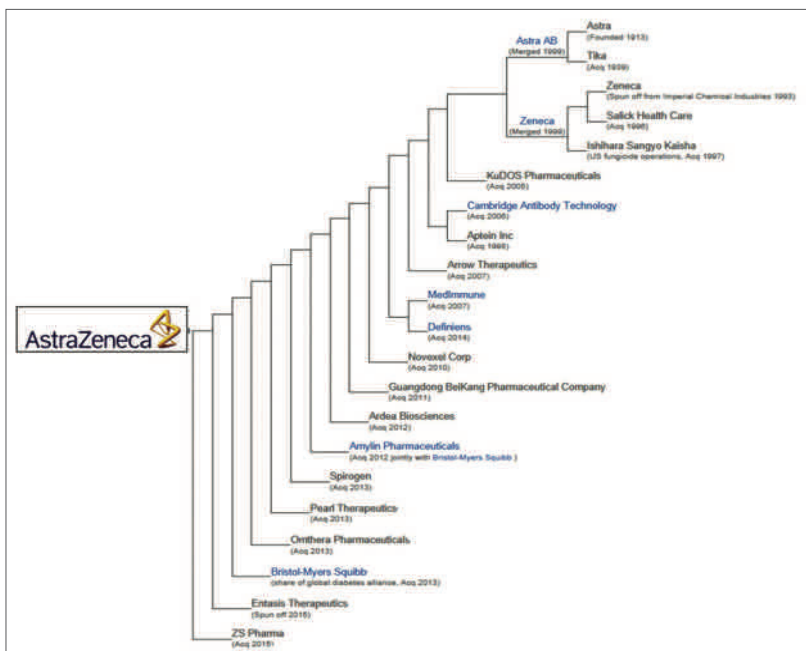 Astra
(Founded 1913)
Astra AB
(Merged 1999)
Tika
(Acq 1939)
Zeneca
(Spun off from Imperial Chemical Industries 1993)
Salick Health Care
(Acq 1996)
Zeneca
(Merged 1999)
Ishihara Sangyo Kaisha
(US fungicide operations, Acq 1997)
KuDOS Pharmaceuticals
(Acq 2005)
Cambridge Antibody Technology
(Acq 2006)
Aptein Inc
(Acq 1998)
Arrow Therapeutics
(Acq 2007)
MedImmune
(Acq 2007)
Definiens
(Acq 2014)
AstraZeneca
Novexel Corp
(Acq 2010)
Guangdong BeiKang Pharmaceutical Company
(Acq 2011)
Ardea Biosciences
(Acq 2012)
Amylin Pharmaceuticals
(Acq 2012 jointly with Bristol-Myers Squibb )
Spirogen
(Acq 2013)
Pearl Therapeutics
(Acq 2013)
Omthera Pharmaceuticals
(Acq 2013)
Bristol-Myers Squibb
(share of global diabetes alliance, Acq 2013)
Entasis Therapeutics
(Spun off 2015)
ZS Pharma
(Acq 2015)